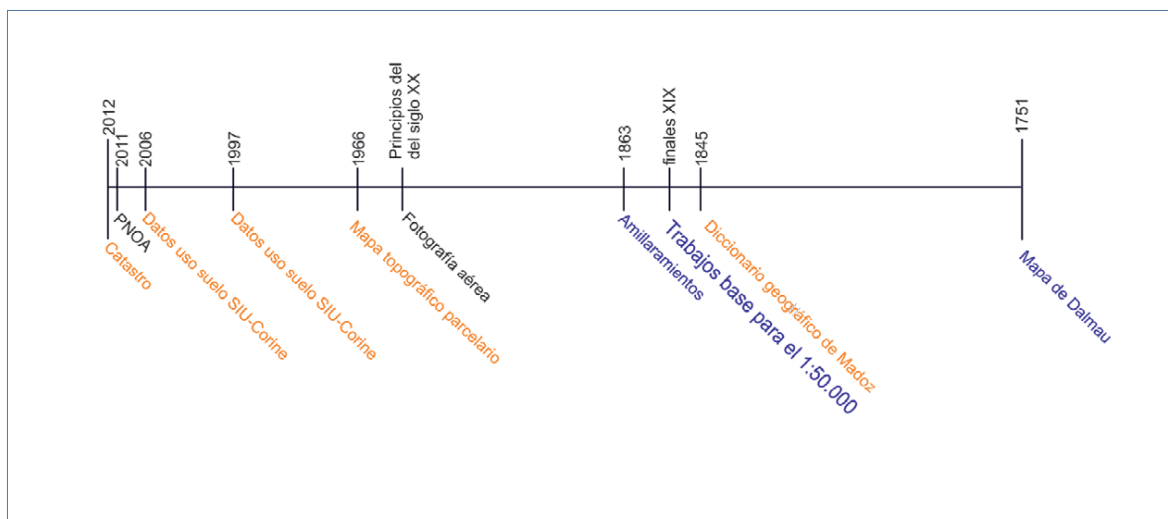 2012
2011
2006
1997
1966
Principios del
del siglo XX
1863
finales XIX
1845
1751
Catastro
PNOA
Datos uso suelo SIU-Corine
Datos uso suelo SIU-Corine
Mapa topográfico parcelario
Fotografía aérea
Amillaramientos
Trabajos base para el 1:50.000
Diccionario geográfico de Madoz
Mapa de Dalmau